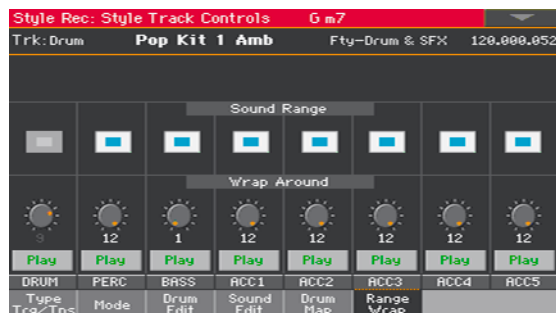 Style Rec: Style Track Controls G m7
Trk:Drum Pop Kit 1 Amb Fty-Drum & SFX 120.000.052
Sound Range
Wrap Around
9 12 1 12 12 12 12 12
Play Play Play Play Play Play Play Play
DRUM PERC BASS ACC1 ACC2 ACC3 ACC4 ACC5
Type Mode Drum Sound Drum Range
Trg/Tns Edit Edit Map Wrap